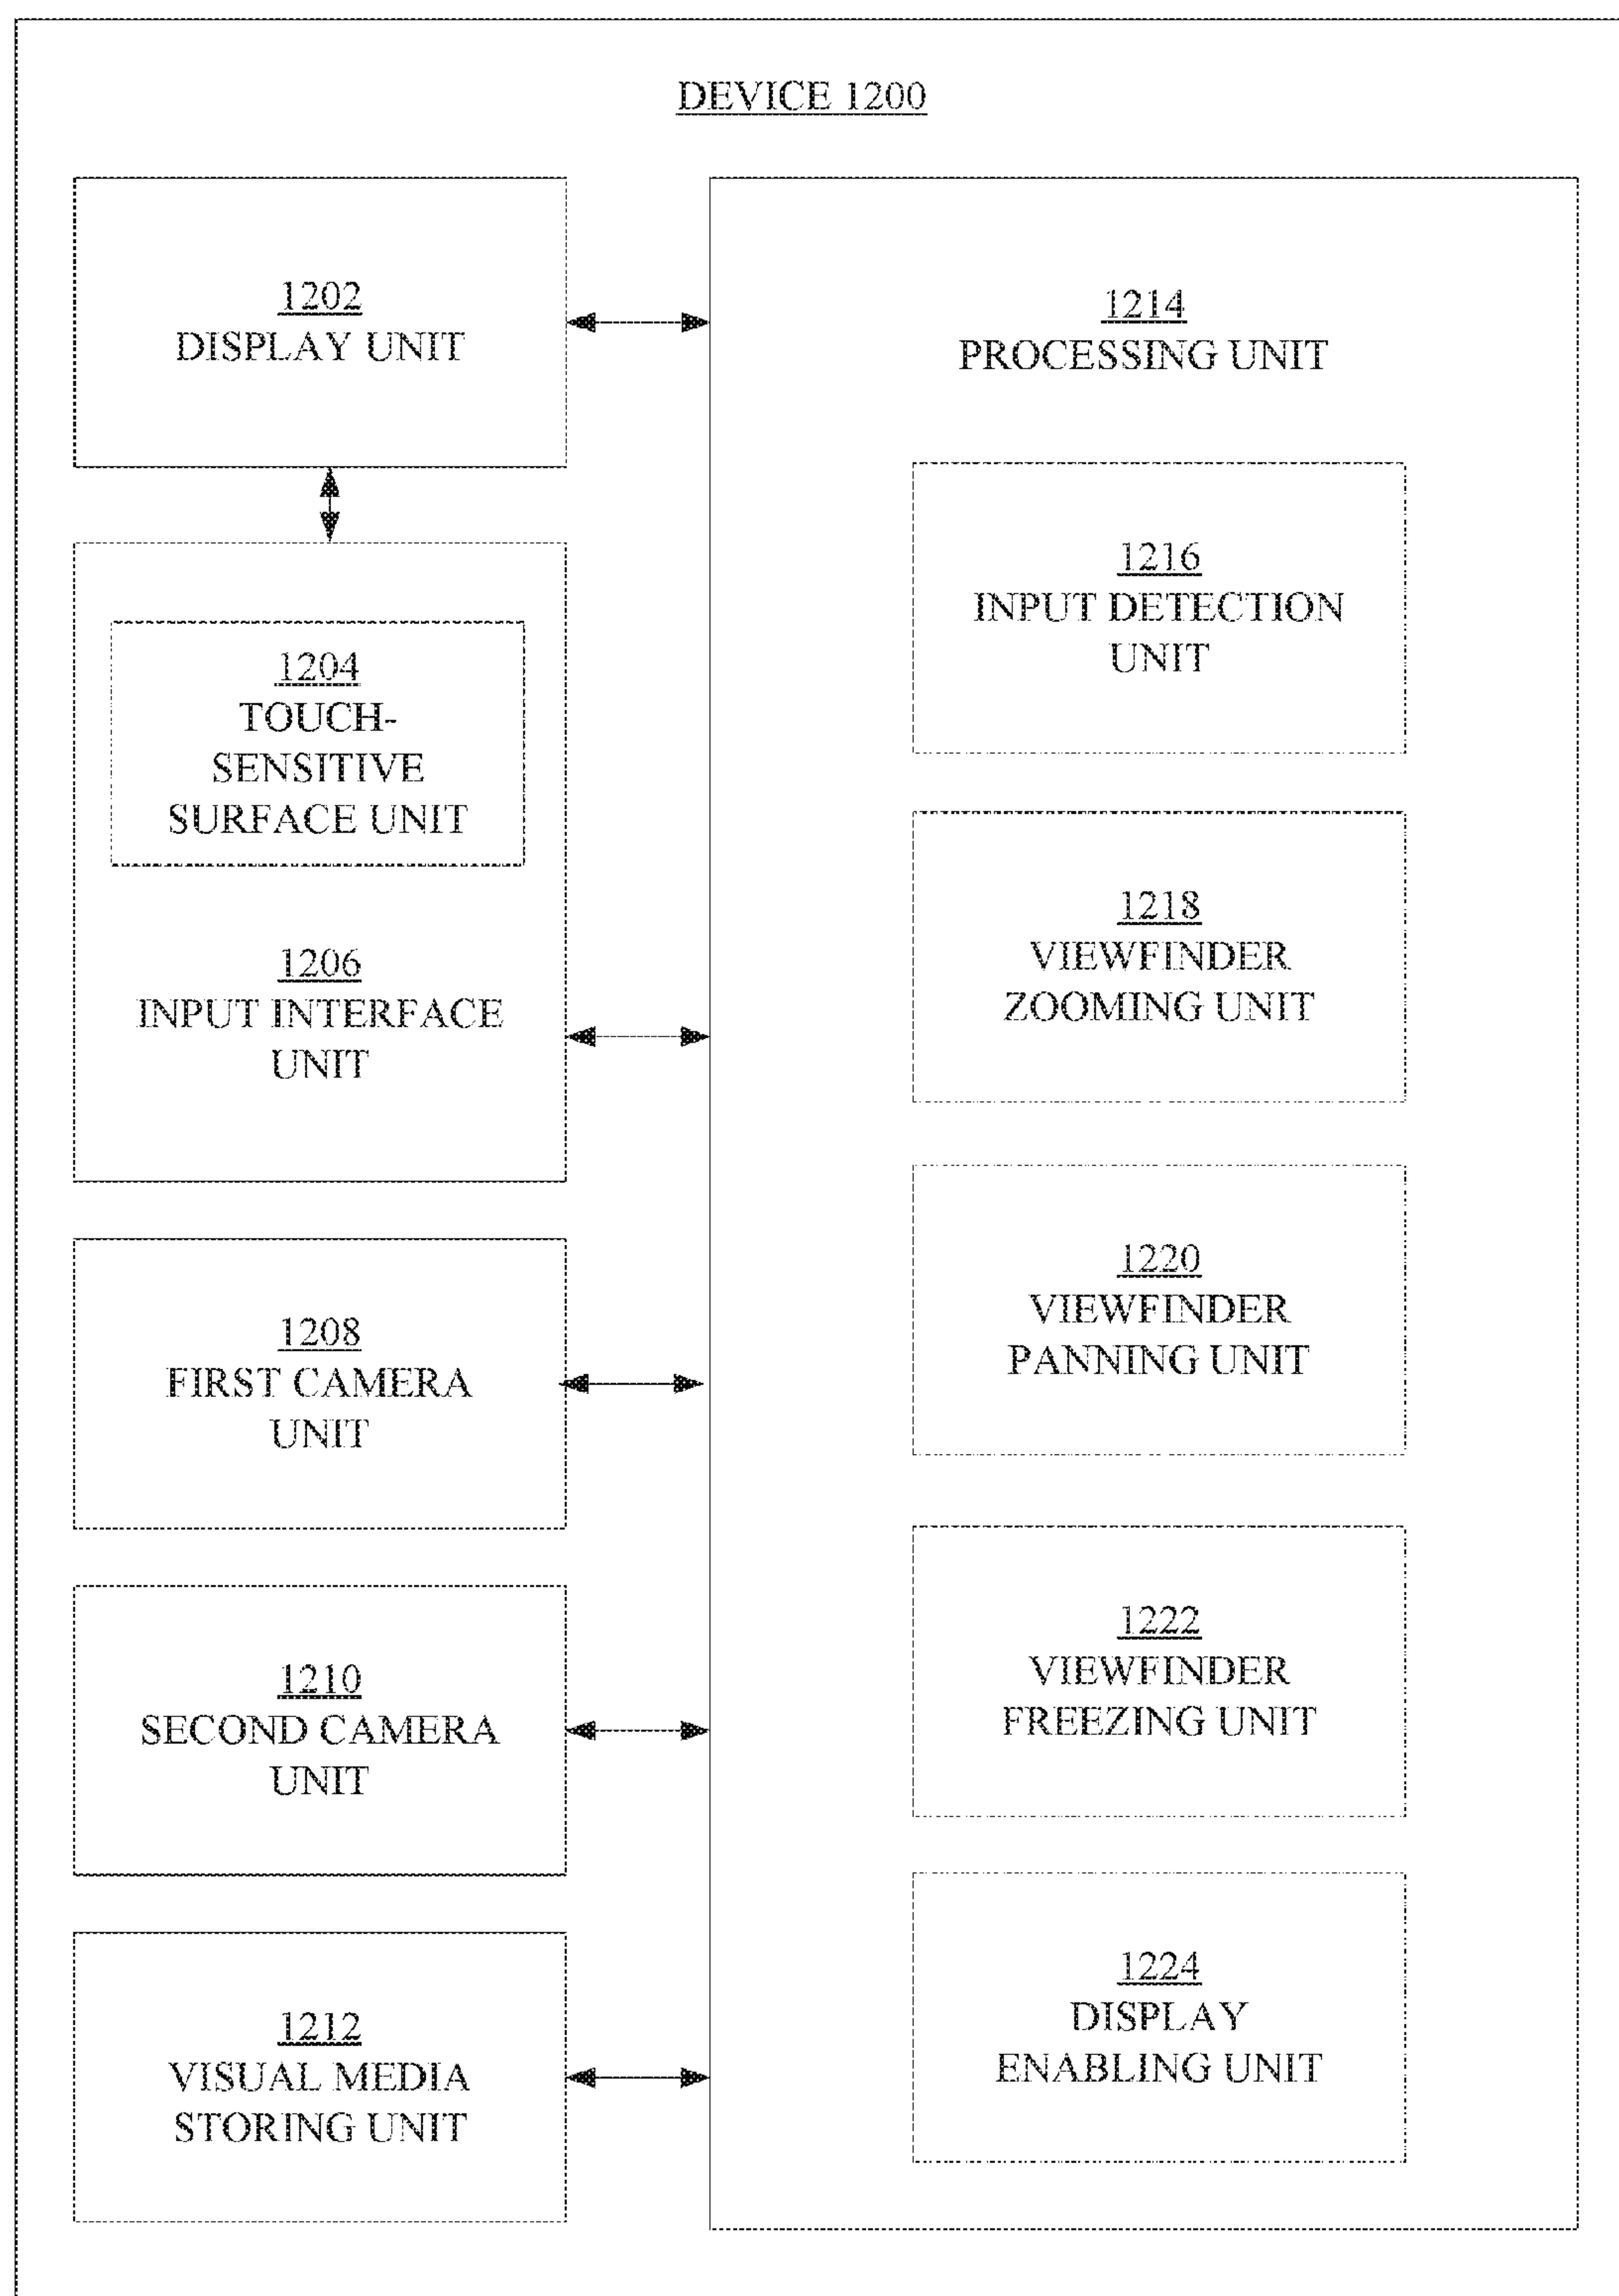 DEVICE 1200
1202
DISPLAY UNIT
1204
TOUCH-
SENSITIVE
SURFACE UNIT
1206
INPUT INTERFACE
UNIT
1208
FIRST CAMERA
UNIT
1210
SECOND CAMERA
UNIT
1212
VISUAL MEDIA
STORING UNIT
1214
PROCESSING UNIT
1216
INPUT DETECTION
UNIT
1218
VIEWFINDER
ZOOMING UNIT
1220
VIEWFINDER
PANNING UNIT
1222
VIEWFINDER
FREEZING UNIT
1224
DISPLAY
ENABLING UNIT